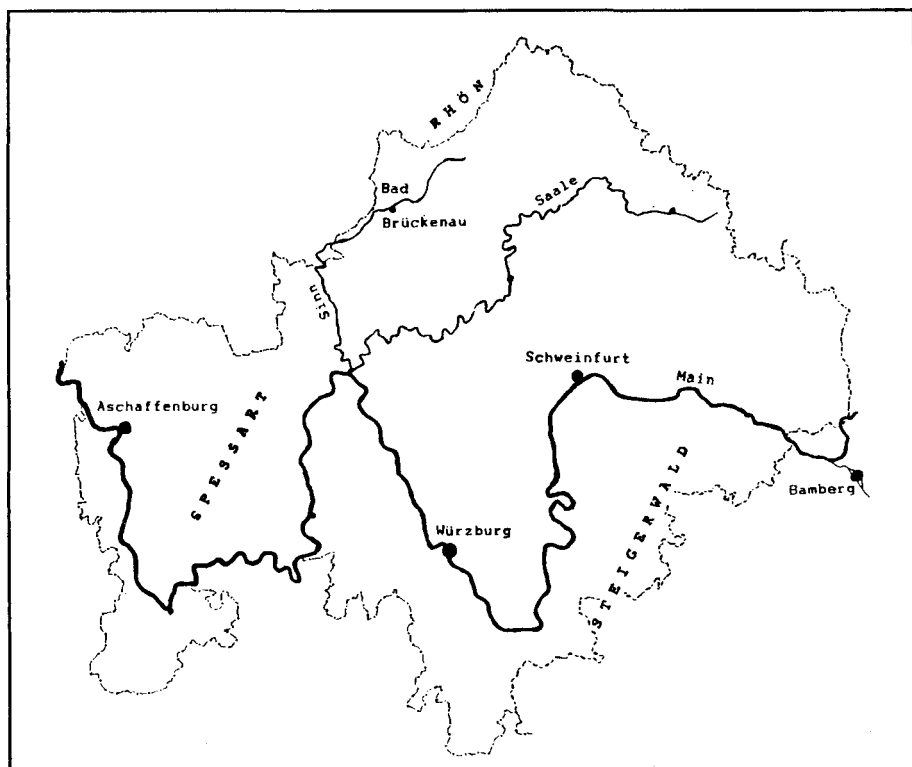 RHÖN
Bad
Brückenau
Saale
Sinn
Schweinfurt
Main
Aschaffenburg
SPESSART
STEIGERWALD
Bamberg
Würzburg